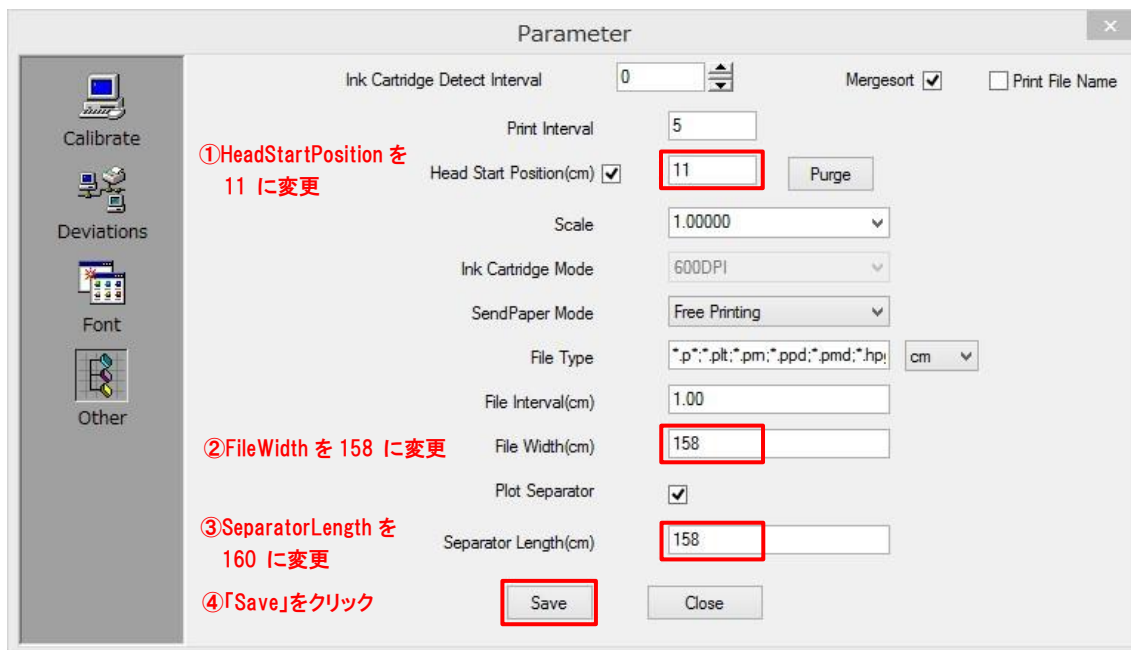 Parameter
Ink Cartridge Detect Interval 0 Mergesort Print File Name
Calibrate
Print Interval 5
①HeadStartPosition を
11 に変更
Head Start Position(cm) 11 Purge
Deviations
Scale 1.00000
Ink Cartridge Mode 600DPI
Font
SendPaper Mode Free Printing
File Type *.p*;*.plt;*.prn;*.ppd;*.pmd;*.hpg cm
Other
File Interval(cm) 1.00
②FileWidth を 158 に変更
File Width(cm) 158
Plot Separator
③SeparatorLength を
160 に変更
Separator Length(cm) 158
④「Save」をクリック
Save Close